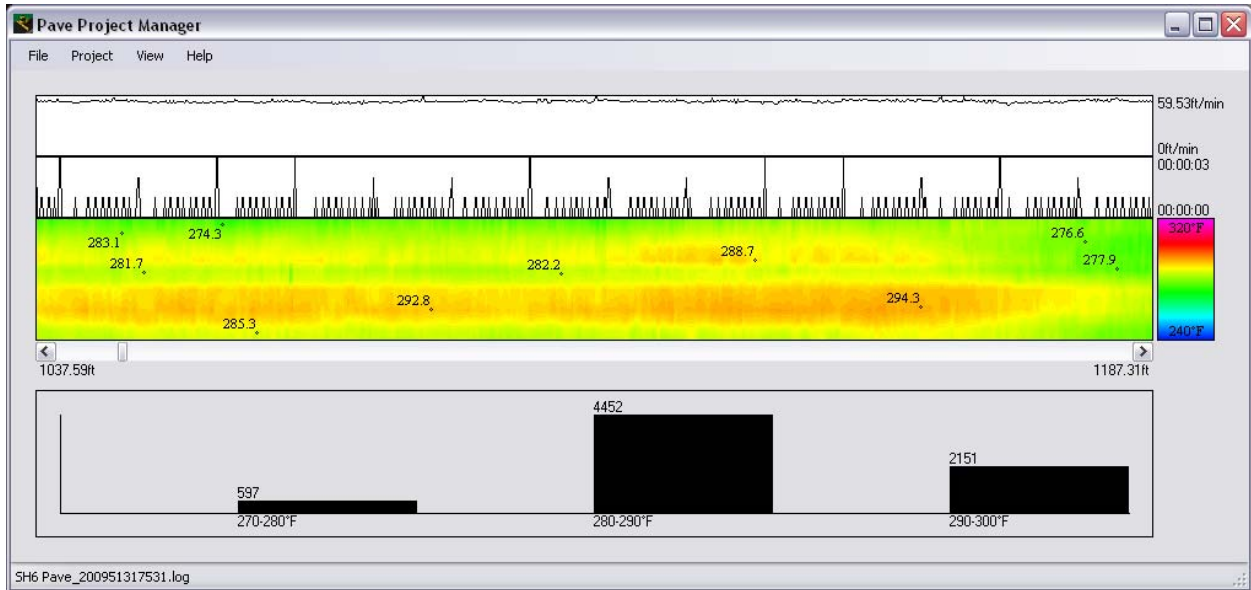 Pave Project Manager
File Project View Help
59.53ft/min
0ft/min
00:00:03
00:00:00
320°F
283.1 274.3 288.7 276.6
281.7 282.2 277.9
292.8 294.3
285.3
240°F
1037.59ft 1187.31ft
4452
2151
597
270-280°F 280-290°F 290-300°F
SH6 Pave_200951317531.log